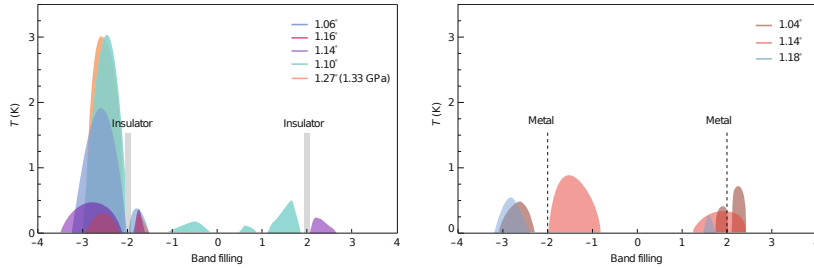 1.06°
1.16°
1.14°
1.10°
1.27° (1.33 GPa)
3
2
1
0
T (K)
Insulator
Insulator
−4 −3 −2 −1 0 1 2 3 4
Band filling
1.04°
1.14°
1.18°
3
2
1
0
T (K)
Metal
Metal
−4 −3 −2 −1 0 1 2 3 4
Band filling